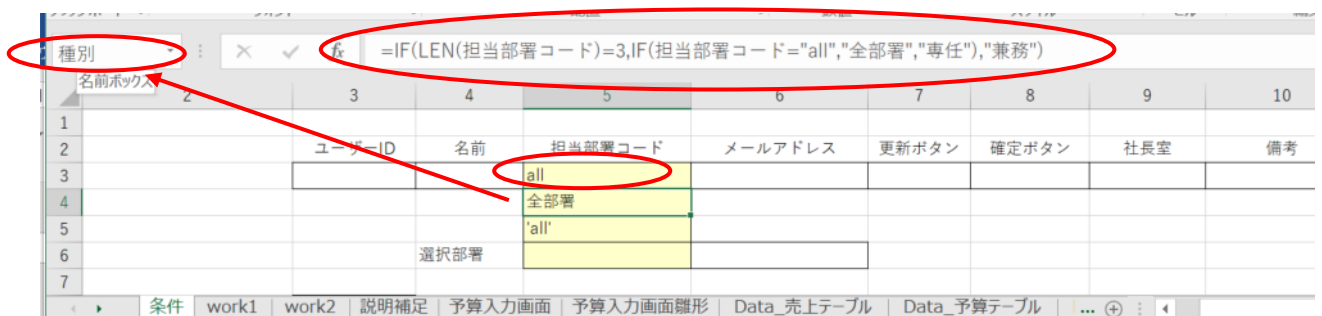 種別 fx =IF(LEN(担当部署コード)=3,IF(担当部署コード="all","全部署","専任"),"兼務")
名前ボックス
2 3 4 5 6 7 8 9 10
1
2 ユーザーID 名前 担当部署コード メールアドレス 更新ボタン 確定ボタン 社長室 備考
3 all
4 全部署
5 'all'
6 選択部署
7
条件 work1 work2 説明補足 予算入力画面 予算入力画面雛形 Data_売上テーブル Data_予算テーブル ...